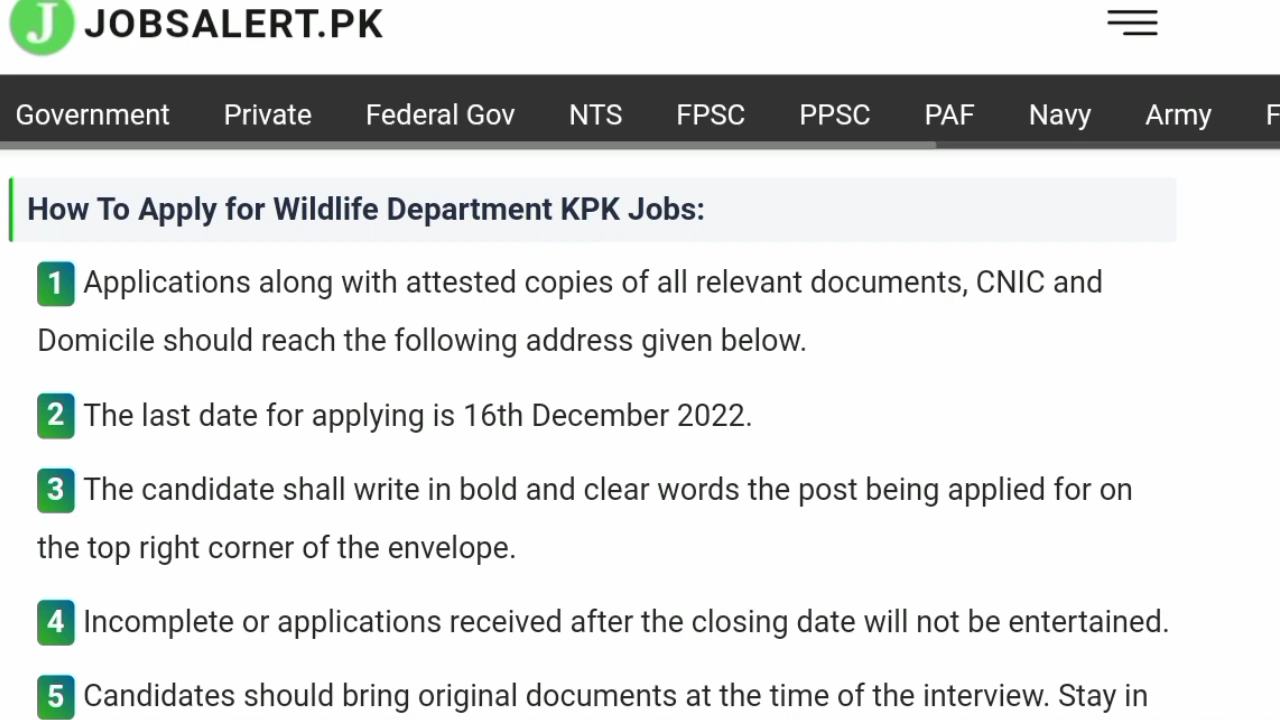 J JOBSALERT.PK
Government Private Federal Gov NTS FPSC PPSC PAF Navy Army F
How To Apply for Wildlife Department KPK Jobs:
1 Applications along with attested copies of all relevant documents, CNIC and
Domicile should reach the following address given below.
2 The last date for applying is 16th December 2022.
3 The candidate shall write in bold and clear words the post being applied for on
the top right corner of the envelope.
4 Incomplete or applications received after the closing date will not be entertained.
5 Candidates should bring original documents at the time of the interview. Stay in